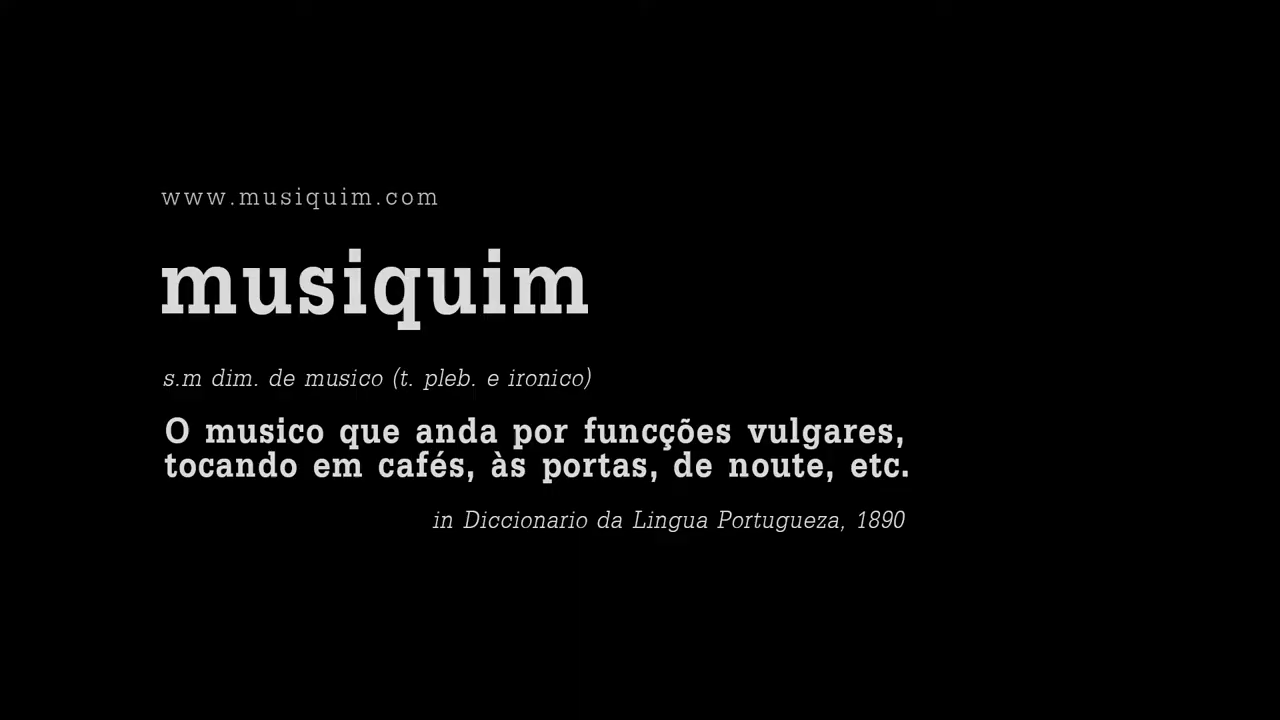 www.musiquim.com
musiquim
s.m dim. de musico (t. pleb. e ironico)
O musico que anda por funcções vulgares,
tocando em cafés, às portas, de noute, etc.
in Diccionario da Lingua Portugueza, 1890